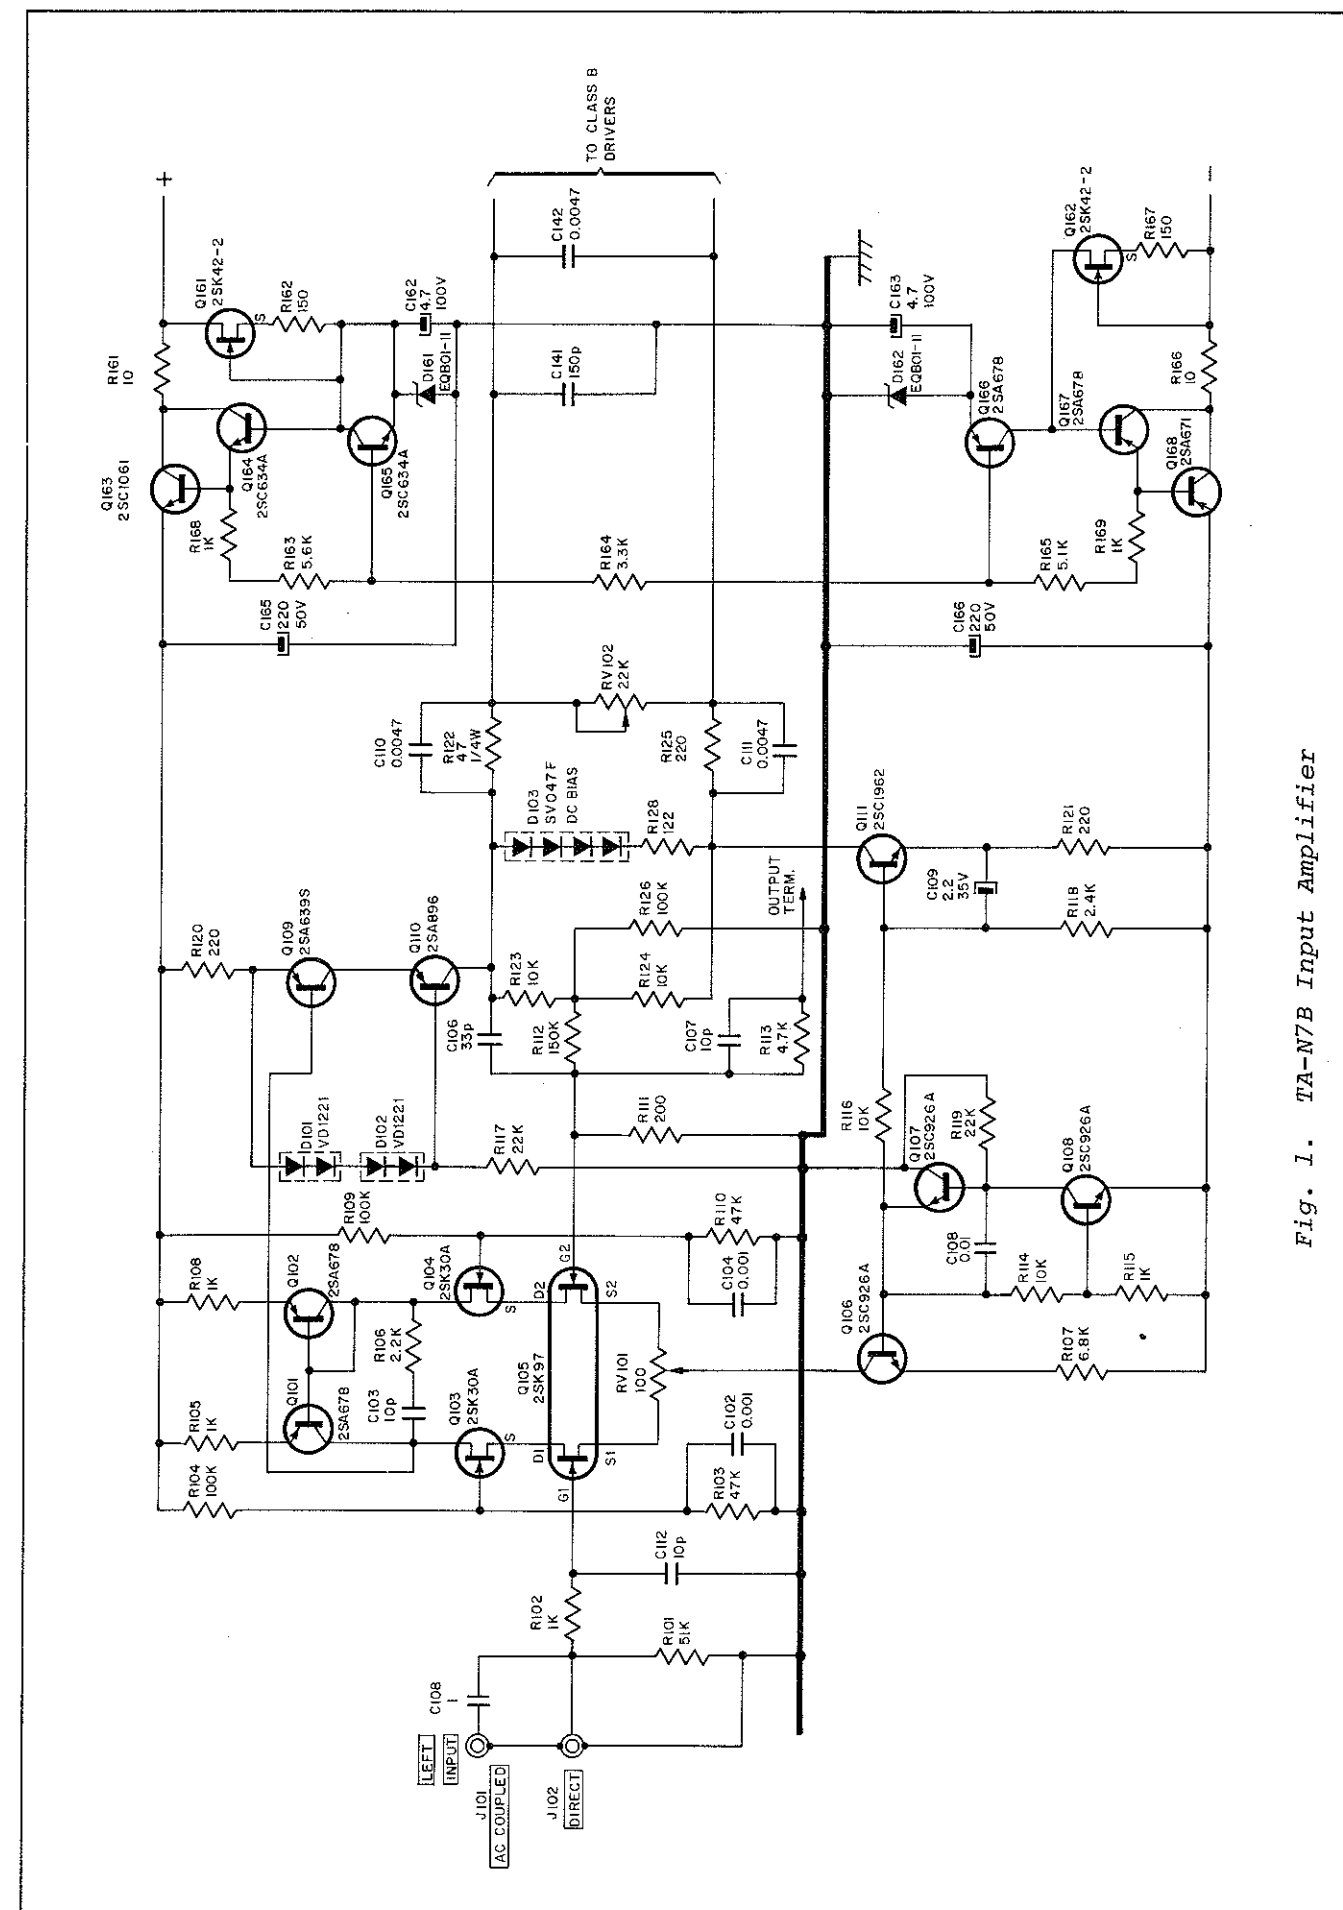 LEFT
INPUT
J101
AC COUPLED
J102
DIRECT
C108
1
R102
1K
R101
51K
C112
10p
R104
100K
R105
1K
Q101
2SA678
R108
1K
Q102
2SA678
R109
100K
C103
10p
R106
2.2K
Q103
2SK30A
S
Q104
2SK30A
S
D1
G1
S1
Q105
2SK97
D2
G2
S2
RV101
100
R103
47K
C102
0.001
C104
0.001
R110
47K
Q106
2SC926A
R107
6.8K
C108
0.01
R114
10K
R115
1K
Q107
2SC926A
R119
22K
Q108
2SC926A
R116
10K
D101
VD1221
D102
VD1221
R117
22K
R111
200
R120
220
Q109
2SA639S
Q110
2SA896
C106
33p
R112
150K
R123
10K
R124
10K
R126
100K
C107
10p
R113
4.7K
OUTPUT
TERM.
D103
SV047F
DC BIAS
R128
122
Q111
2SC1962
C109
2.2
35V
R118
2.4K
R121
220
C110
0.0047
R122
47
1/4W
RV102
22K
R125
220
C111
0.0047
C165
220
50V
C166
220
50V
Q163
2SC1061
R168
1K
R163
5.6K
R164
3.3K
R165
5.1K
R169
1K
Q164
2SC634A
Q165
2SC634A
R161
10
Q161
2SK42-2
S
R162
150
C162
4.7
100V
D161
EQB01-11
C141
150p
C142
0.0047
TO CLASS B
DRIVERS
C163
4.7
100V
D162
EQB01-11
Q166
2SA678
Q167
2SA678
Q168
2SA671
R166
10
Q162
2SK42-2
S
R167
150
+
−
Fig. 1. TA-N7B Input Amplifier